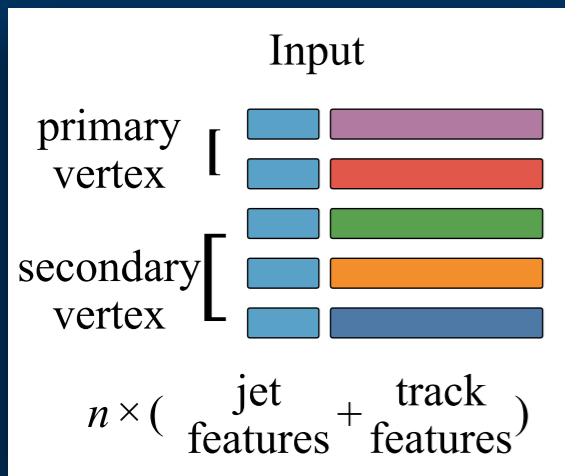 Input
primary
vertex
secondary
vertex
n × ( jet features + track features )